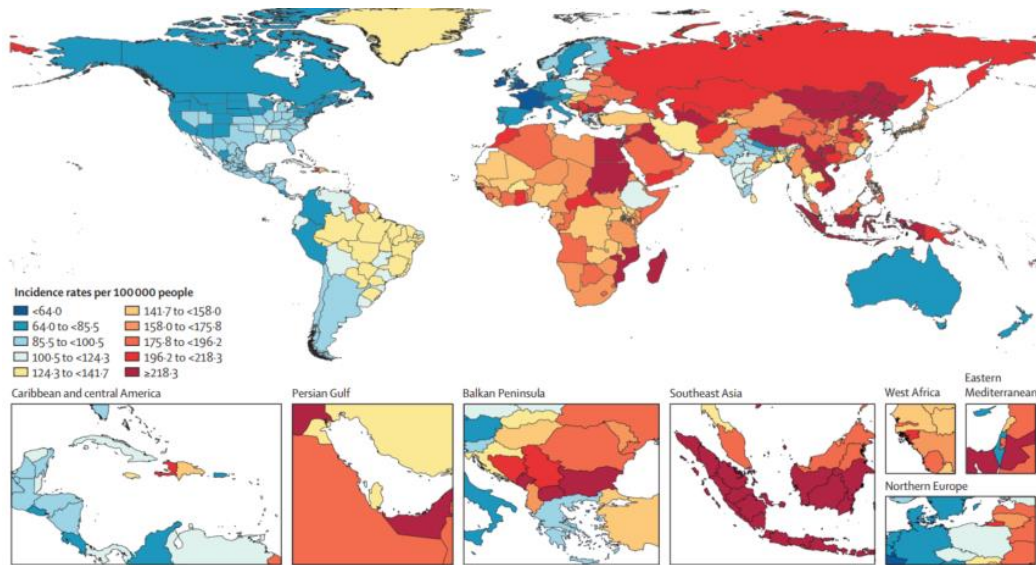 Incidence rates per 100 000 people
<64·0
64·0 to <85·5
85·5 to <100·5
100·5 to <124·3
124·3 to <141·7
141·7 to <158·0
158·0 to <175·8
175·8 to <196·2
196·2 to <218·3
≥218·3
Caribbean and central America
Persian Gulf
Balkan Peninsula
Southeast Asia
West Africa
Eastern
Mediterranean
Northern Europe